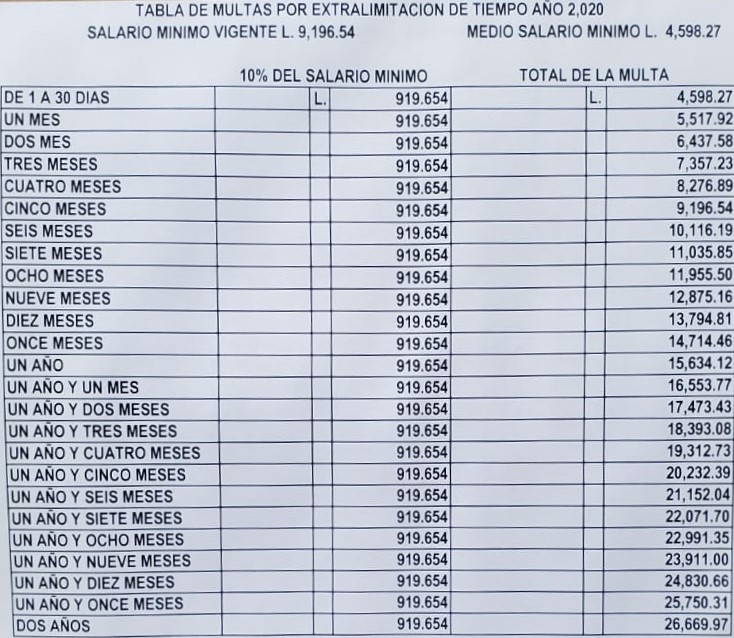 TABLA DE MULTAS POR EXTRALIMITACION DE TIEMPO AÑO 2,020
SALARIO MINIMO VIGENTE L. 9,196.54 MEDIO SALARIO MINIMO L. 4,598.27
10% DEL SALARIO MINIMO TOTAL DE LA MULTA
DE 1 A 30 DIAS L. 919.654 L. 4,598.27
UN MES 919.654 5,517.92
DOS MES 919.654 6,437.58
TRES MESES 919.654 7,357.23
CUATRO MESES 919.654 8,276.89
CINCO MESES 919.654 9,196.54
SEIS MESES 919.654 10,116.19
SIETE MESES 919.654 11,035.85
OCHO MESES 919.654 11,955.50
NUEVE MESES 919.654 12,875.16
DIEZ MESES 919.654 13,794.81
ONCE MESES 919.654 14,714.46
UN AÑO 919.654 15,634.12
UN AÑO Y UN MES 919.654 16,553.77
UN AÑO Y DOS MESES 919.654 17,473.43
UN AÑO Y TRES MESES 919.654 18,393.08
UN AÑO Y CUATRO MESES 919.654 19,312.73
UN AÑO Y CINCO MESES 919.654 20,232.39
UN AÑO Y SEIS MESES 919.654 21,152.04
UN AÑO Y SIETE MESES 919.654 22,071.70
UN AÑO Y OCHO MESES 919.654 22,991.35
UN AÑO Y NUEVE MESES 919.654 23,911.00
UN AÑO Y DIEZ MESES 919.654 24,830.66
UN AÑO Y ONCE MESES 919.654 25,750.31
DOS AÑOS 919.654 26,669.97